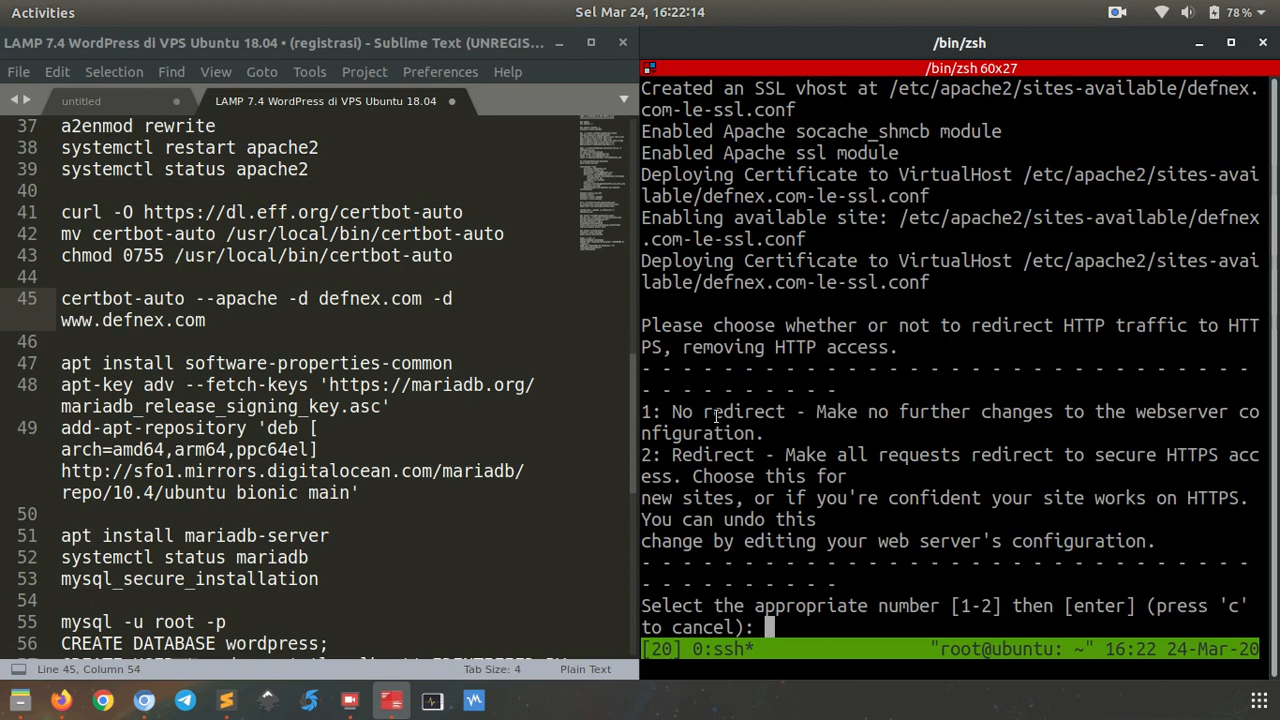 Activities
Sel Mar 24, 16:22:14
78 %
LAMP 7.4 WordPress di VPS Ubuntu 18.04 • (registrasi) - Sublime Text (UNREGIS...
File Edit Selection Find View Goto Tools Project Preferences Help
untitled
LAMP 7.4 WordPress di VPS Ubuntu 18.04
37 a2enmod rewrite
38 systemctl restart apache2
39 systemctl status apache2
40
41 curl -O https://dl.eff.org/certbot-auto
42 mv certbot-auto /usr/local/bin/certbot-auto
43 chmod 0755 /usr/local/bin/certbot-auto
44
45 certbot-auto --apache -d defnex.com -d
www.defnex.com
46
47 apt install software-properties-common
48 apt-key adv --fetch-keys 'https://mariadb.org/
mariadb_release_signing_key.asc'
49 add-apt-repository 'deb [
arch=amd64,arm64,ppc64el]
http://sfo1.mirrors.digitalocean.com/mariadb/
repo/10.4/ubuntu bionic main'
50
51 apt install mariadb-server
52 systemctl status mariadb
53 mysql_secure_installation
54
55 mysql -u root -p
56 CREATE DATABASE wordpress;
Line 45, Column 54
Tab Size: 4
Plain Text
/bin/zsh
/bin/zsh 60x27
Created an SSL vhost at /etc/apache2/sites-available/defnex.
com-le-ssl.conf
Enabled Apache socache_shmcb module
Enabled Apache ssl module
Deploying Certificate to VirtualHost /etc/apache2/sites-avai
lable/defnex.com-le-ssl.conf
Enabling available site: /etc/apache2/sites-available/defnex
.com-le-ssl.conf
Deploying Certificate to VirtualHost /etc/apache2/sites-avai
lable/defnex.com-le-ssl.conf
Please choose whether or not to redirect HTTP traffic to HTT
PS, removing HTTP access.
- - - - - - - - - - - - - - - - - - - - - - - - - - - - - -
- - - - - - - - - -
1: No redirect - Make no further changes to the webserver co
nfiguration.
2: Redirect - Make all requests redirect to secure HTTPS acc
ess. Choose this for
new sites, or if you're confident your site works on HTTPS.
You can undo this
change by editing your web server's configuration.
- - - - - - - - - - - - - - - - - - - - - - - - - - - - - -
- - - - - - - - - -
Select the appropriate number [1-2] then [enter] (press 'c'
to cancel):
[20] 0:ssh* "root@ubuntu: ~" 16:22 24-Mar-20